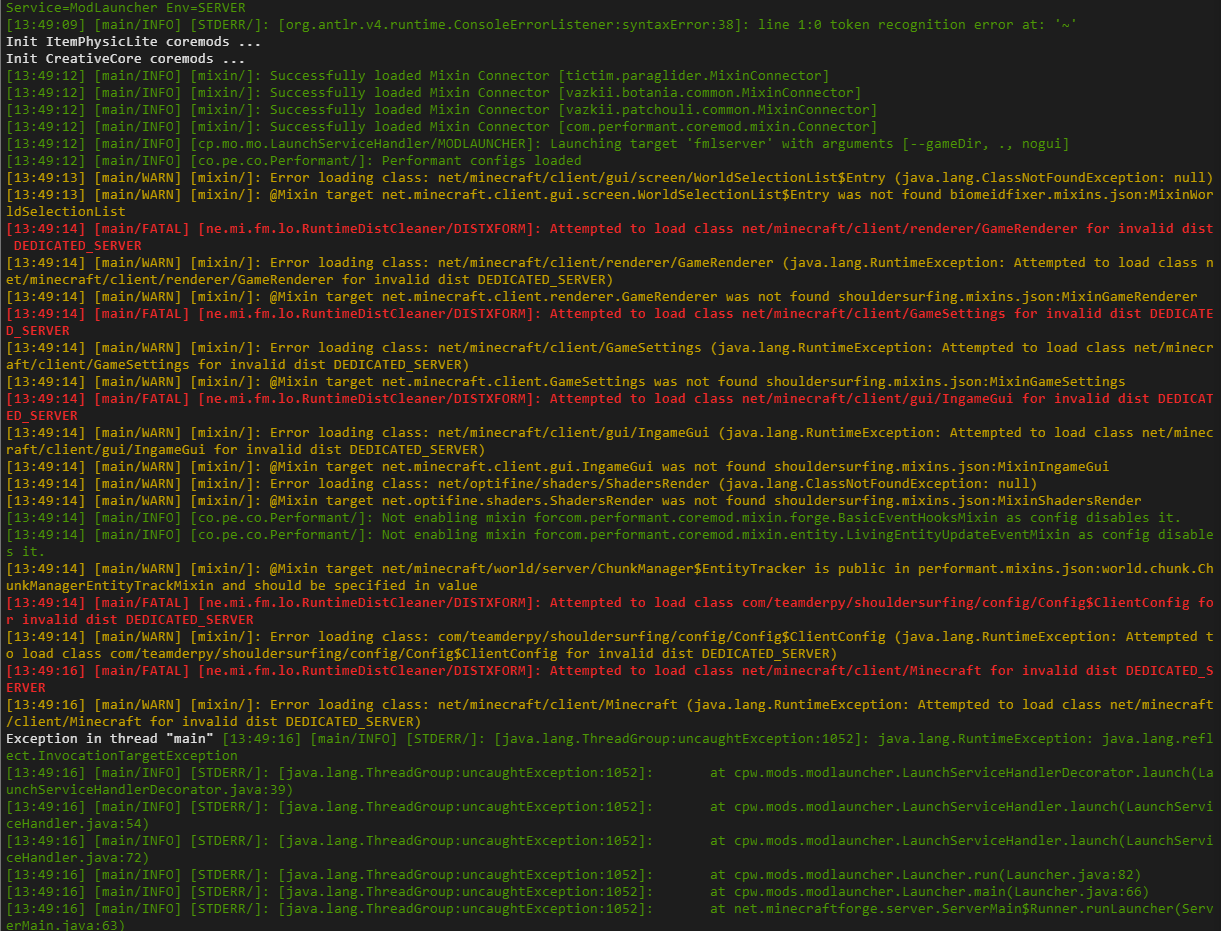 Service=ModLauncher Env=SERVER
[13:49:09] [main/INFO] [STDERR/]: [org.antlr.v4.runtime.ConsoleErrorListener:syntaxError:38]: line 1:0 token recognition error at: '~'
Init ItemPhysicLite coremods ...
Init CreativeCore coremods ...
[13:49:12] [main/INFO] [mixin/]: Successfully loaded Mixin Connector [tictim.paraglider.MixinConnector]
[13:49:12] [main/INFO] [mixin/]: Successfully loaded Mixin Connector [vazkii.botania.common.MixinConnector]
[13:49:12] [main/INFO] [mixin/]: Successfully loaded Mixin Connector [vazkii.patchouli.common.MixinConnector]
[13:49:12] [main/INFO] [mixin/]: Successfully loaded Mixin Connector [com.performant.coremod.mixin.Connector]
[13:49:12] [main/INFO] [cp.mo.mo.LaunchServiceHandler/MODLAUNCHER]: Launching target 'fmlserver' with arguments [--gameDir, ., nogui]
[13:49:12] [main/INFO] [co.pe.co.Performant/]: Performant configs loaded
[13:49:13] [main/WARN] [mixin/]: Error loading class: net/minecraft/client/gui/screen/WorldSelectionList$Entry (java.lang.ClassNotFoundException: null)
[13:49:13] [main/WARN] [mixin/]: @Mixin target net.minecraft.client.gui.screen.WorldSelectionList$Entry was not found biomeidfixer.mixins.json:MixinWor
ldSelectionList
[13:49:14] [main/FATAL] [ne.mi.fm.lo.RuntimeDistCleaner/DISTXFORM]: Attempted to load class net/minecraft/client/renderer/GameRenderer for invalid dist
 DEDICATED_SERVER
[13:49:14] [main/WARN] [mixin/]: Error loading class: net/minecraft/client/renderer/GameRenderer (java.lang.RuntimeException: Attempted to load class n
et/minecraft/client/renderer/GameRenderer for invalid dist DEDICATED_SERVER)
[13:49:14] [main/WARN] [mixin/]: @Mixin target net.minecraft.client.renderer.GameRenderer was not found shouldersurfing.mixins.json:MixinGameRenderer
[13:49:14] [main/FATAL] [ne.mi.fm.lo.RuntimeDistCleaner/DISTXFORM]: Attempted to load class net/minecraft/client/GameSettings for invalid dist DEDICATE
D_SERVER
[13:49:14] [main/WARN] [mixin/]: Error loading class: net/minecraft/client/GameSettings (java.lang.RuntimeException: Attempted to load class net/minecr
aft/client/GameSettings for invalid dist DEDICATED_SERVER)
[13:49:14] [main/WARN] [mixin/]: @Mixin target net.minecraft.client.GameSettings was not found shouldersurfing.mixins.json:MixinGameSettings
[13:49:14] [main/FATAL] [ne.mi.fm.lo.RuntimeDistCleaner/DISTXFORM]: Attempted to load class net/minecraft/client/gui/IngameGui for invalid dist DEDICAT
ED_SERVER
[13:49:14] [main/WARN] [mixin/]: Error loading class: net/minecraft/client/gui/IngameGui (java.lang.RuntimeException: Attempted to load class net/minec
raft/client/gui/IngameGui for invalid dist DEDICATED_SERVER)
[13:49:14] [main/WARN] [mixin/]: @Mixin target net.minecraft.client.gui.IngameGui was not found shouldersurfing.mixins.json:MixinIngameGui
[13:49:14] [main/WARN] [mixin/]: Error loading class: net/optifine/shaders/ShadersRender (java.lang.ClassNotFoundException: null)
[13:49:14] [main/WARN] [mixin/]: @Mixin target net.optifine.shaders.ShadersRender was not found shouldersurfing.mixins.json:MixinShadersRender
[13:49:14] [main/INFO] [co.pe.co.Performant/]: Not enabling mixin forcom.performant.coremod.mixin.forge.BasicEventHooksMixin as config disables it.
[13:49:14] [main/INFO] [co.pe.co.Performant/]: Not enabling mixin forcom.performant.coremod.mixin.entity.LivingEntityUpdateEventMixin as config disable
s it.
[13:49:14] [main/WARN] [mixin/]: @Mixin target net/minecraft/world/server/ChunkManager$EntityTracker is public in performant.mixins.json:world.chunk.Ch
unkManagerEntityTrackMixin and should be specified in value
[13:49:14] [main/FATAL] [ne.mi.fm.lo.RuntimeDistCleaner/DISTXFORM]: Attempted to load class com/teamderpy/shouldersurfing/config/Config$ClientConfig fo
r invalid dist DEDICATED_SERVER
[13:49:14] [main/WARN] [mixin/]: Error loading class: com/teamderpy/shouldersurfing/config/Config$ClientConfig (java.lang.RuntimeException: Attempted t
o load class com/teamderpy/shouldersurfing/config/Config$ClientConfig for invalid dist DEDICATED_SERVER)
[13:49:16] [main/FATAL] [ne.mi.fm.lo.RuntimeDistCleaner/DISTXFORM]: Attempted to load class net/minecraft/client/Minecraft for invalid dist DEDICATED_S
ERVER
[13:49:16] [main/WARN] [mixin/]: Error loading class: net/minecraft/client/Minecraft (java.lang.RuntimeException: Attempted to load class net/minecraft
/client/Minecraft for invalid dist DEDICATED_SERVER)
Exception in thread "main" [13:49:16] [main/INFO] [STDERR/]: [java.lang.ThreadGroup:uncaughtException:1052]: java.lang.RuntimeException: java.lang.refl
ect.InvocationTargetException
[13:49:16] [main/INFO] [STDERR/]: [java.lang.ThreadGroup:uncaughtException:1052]:       at cpw.mods.modlauncher.LaunchServiceHandlerDecorator.launch(La
unchServiceHandlerDecorator.java:39)
[13:49:16] [main/INFO] [STDERR/]: [java.lang.ThreadGroup:uncaughtException:1052]:       at cpw.mods.modlauncher.LaunchServiceHandler.launch(LaunchServi
ceHandler.java:54)
[13:49:16] [main/INFO] [STDERR/]: [java.lang.ThreadGroup:uncaughtException:1052]:       at cpw.mods.modlauncher.LaunchServiceHandler.launch(LaunchServi
ceHandler.java:72)
[13:49:16] [main/INFO] [STDERR/]: [java.lang.ThreadGroup:uncaughtException:1052]:       at cpw.mods.modlauncher.Launcher.run(Launcher.java:82)
[13:49:16] [main/INFO] [STDERR/]: [java.lang.ThreadGroup:uncaughtException:1052]:       at cpw.mods.modlauncher.Launcher.main(Launcher.java:66)
[13:49:16] [main/INFO] [STDERR/]: [java.lang.ThreadGroup:uncaughtException:1052]:       at net.minecraftforge.server.ServerMain$Runner.runLauncher(Serv
erMain.java:63)